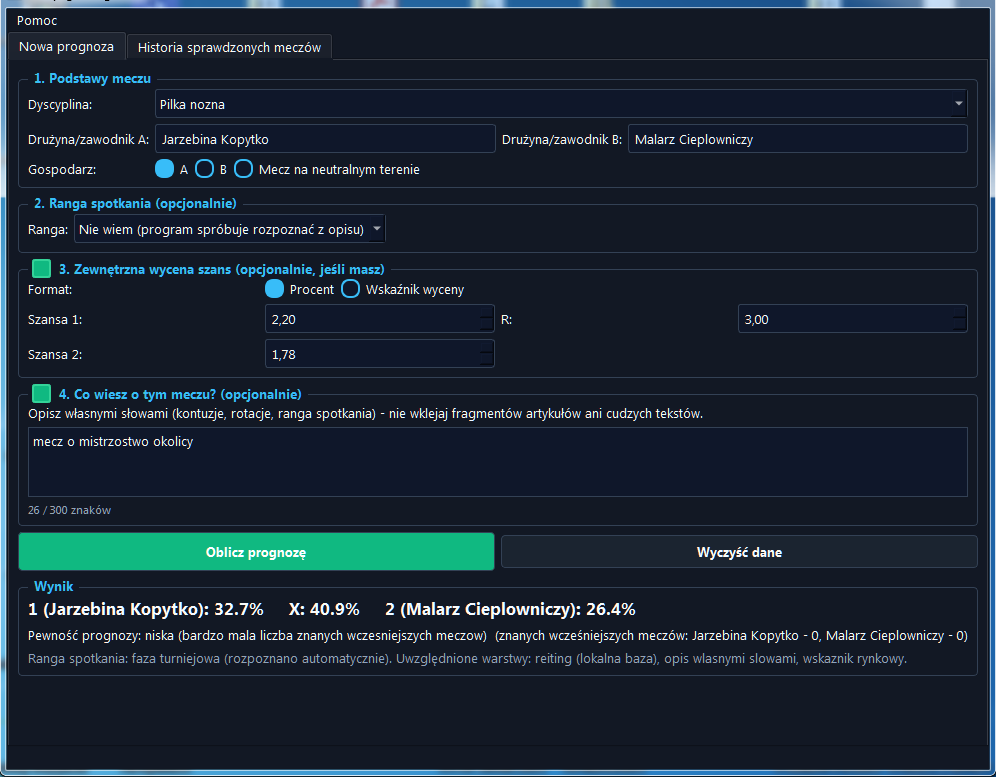 Pomoc
Nowa prognoza   Historia sprawdzonych meczów
1. Podstawy meczu
Dyscyplina: Pilka nozna
Drużyna/zawodnik A: Jarzebina Kopytko   Drużyna/zawodnik B: Malarz Cieplowniczy
Gospodarz: A B Mecz na neutralnym terenie
2. Ranga spotkania (opcjonalnie)
Ranga: Nie wiem (program spróbuje rozpoznać z opisu)
3. Zewnętrzna wycena szans (opcjonalnie, jeśli masz)
Format: Procent Wskaźnik wyceny
Szansa 1: 2,20 R: 3,00
Szansa 2: 1,78
4. Co wiesz o tym meczu? (opcjonalnie)
Opisz własnymi słowami (kontuzje, rotacje, ranga spotkania) - nie wklejaj fragmentów artykułów ani cudzych tekstów.
mecz o mistrzostwo okolicy
26 / 300 znaków
Oblicz prognozę   Wyczyść dane
Wynik
1 (Jarzebina Kopytko): 32.7%   X: 40.9%   2 (Malarz Cieplowniczy): 26.4%
Pewność prognozy: niska (bardzo mala liczba znanych wczesniejszych meczow) (znanych wcześniejszych meczów: Jarzebina Kopytko - 0, Malarz Cieplowniczy - 0)
Ranga spotkania: faza turniejowa (rozpoznano automatycznie). Uwzględnione warstwy: reiting (lokalna baza), opis wlasnymi slowami, wskaznik rynkowy.